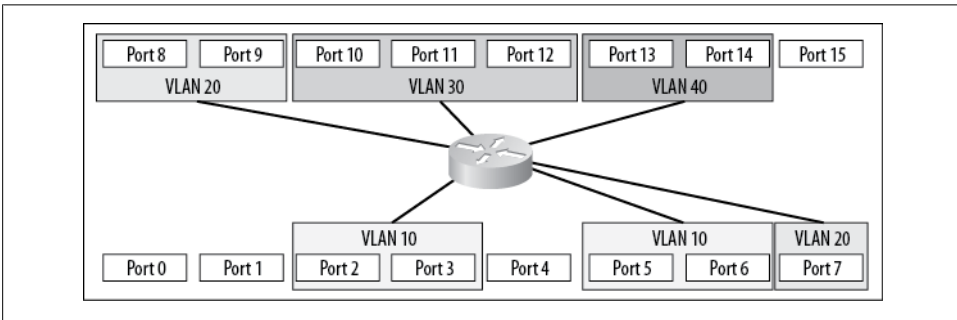 Port 8 Port 9 Port 10 Port 11 Port 12 Port 13 Port 14 Port 15
VLAN 20 VLAN 30 VLAN 40
VLAN 10 VLAN 10 VLAN 20
Port 0 Port 1 Port 2 Port 3 Port 4 Port 5 Port 6 Port 7